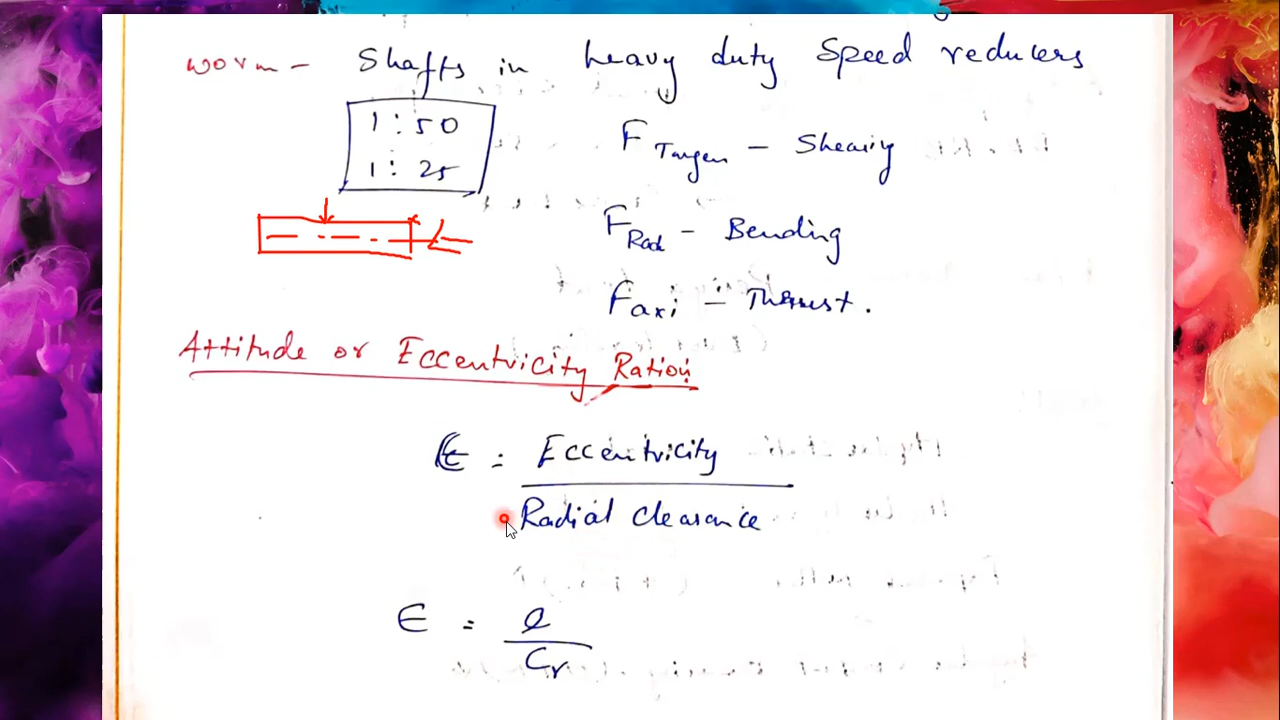 worm - Shafts in heavy duty Speed reducers
1 : 50
1 : 25
F Tangen - Shearing
F Rad - Bending
F axi - Thrust.
Attitude or Eccentricity Ration:
∈ = Eccentricity
Radial Clearance
∈ = e
Cr